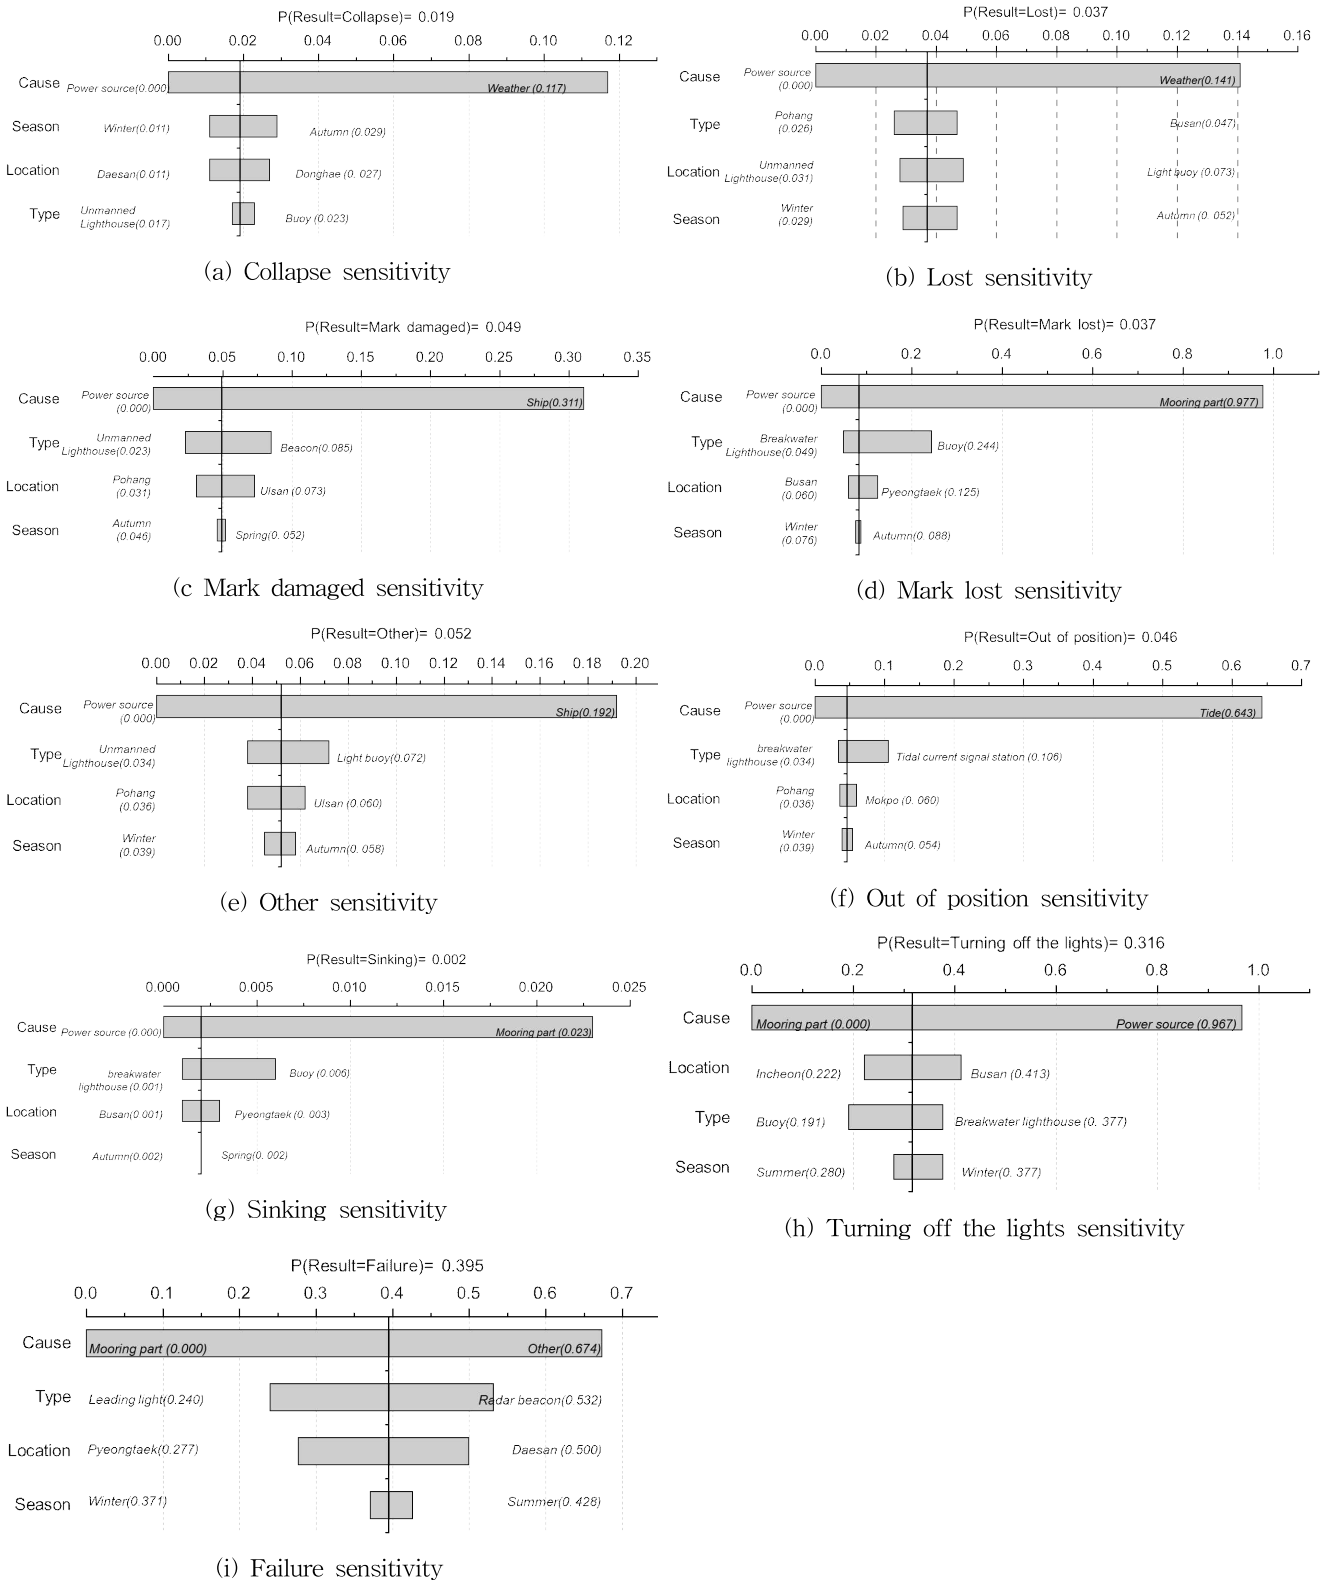 P(Result=Collapse)= 0.019
0.00 0.02 0.04 0.06 0.08 0.10 0.12
Cause Power source(0.000) Weather (0.117)
Season Winter(0.011) Autumn (0.029)
Location Daesan(0.011) Donghae (0.027)
Type Unmanned
Lighthouse(0.017) Buoy (0.023)
(a) Collapse sensitivity
P(Result=Lost)= 0.037
0.00 0.02 0.04 0.06 0.08 0.10 0.12 0.14 0.16
Cause Power source
(0.000) Weather(0.141)
Type Pohang
(0.026) Busan(0.047)
Location Unmanned
Lighthouse(0.031) Light buoy (0.073)
Season Winter
(0.029) Autumn (0.052)
(b) Lost sensitivity
P(Result=Mark damaged)= 0.049
0.00 0.05 0.10 0.15 0.20 0.25 0.30 0.35
Cause Power source
(0.000) Ship(0.311)
Type Unmanned
Lighthouse(0.023) Beacon(0.085)
Location Pohang
(0.031) Ulsan (0.073)
Season Autumn
(0.046) Spring(0.052)
(c Mark damaged sensitivity
P(Result=Mark lost)= 0.037
0.0 0.2 0.4 0.6 0.8 1.0
Cause Power source
(0.000) Mooring part(0.977)
Type Breakwater
Lighthouse(0.049) Buoy(0.244)
Location Busan
(0.060) Pyeongtaek (0.125)
Season Winter
(0.076) Autumn(0.088)
(d) Mark lost sensitivity
P(Result=Other)= 0.052
0.00 0.02 0.04 0.06 0.08 0.10 0.12 0.14 0.16 0.18 0.20
Cause Power source
(0 000) Ship(0.192)
Type Unmanned
Lighthouse(0.034) Light buoy(0.072)
Location Pohang
(0.036) Ulsan (0.060)
Season Winter
(0.039) Autumn(0.058)
(e) Other sensitivity
P(Result=Out of position)= 0.046
0.0 0.1 0.2 0.3 0.4 0.5 0.6 0.7
Cause Power source
(0.000) Tide(0.643)
Type breakwater
lighthouse (0.034) Tidal current signal station (0.106)
Location Pohang
(0.036) Mokpo (0.060)
Season Winter
(0.039) Autumn(0.054)
(f) Out of position sensitivity
P(Result=Sinking)= 0.002
0.000 0.005 0.010 0.015 0.020 0.025
Cause Power source (0.000) Mooring part (0.023)
Type breakwater
lighthouse (0.001) Buoy (0.006)
Location Busan(0.001) Pyeongtaek (0.003)
Season Autumn(0.002) Spring(0.002)
(g) Sinking sensitivity
P(Result=Turning off the lights)= 0.316
0.0 0.2 0.4 0.6 0.8 1.0
Cause Mooring part (0.000) Power source (0.967)
Location Incheon(0.222) Busan (0.413)
Type Buoy(0.191) Breakwater lighthouse (0.377)
Season Summer(0.280) Winter(0.377)
(h) Turning off the lights sensitivity
P(Result=Failure)= 0.395
0.0 0.1 0.2 0.3 0.4 0.5 0.6 0.7
Cause Mooring part (0.000) Other(0.674)
Type Leading light(0.240) Radar beacon(0.532)
Location Pyeongtaek(0.277) Daesan (0.500)
Season Winter(0.371) Summer(0.428)
(i) Failure sensitivity